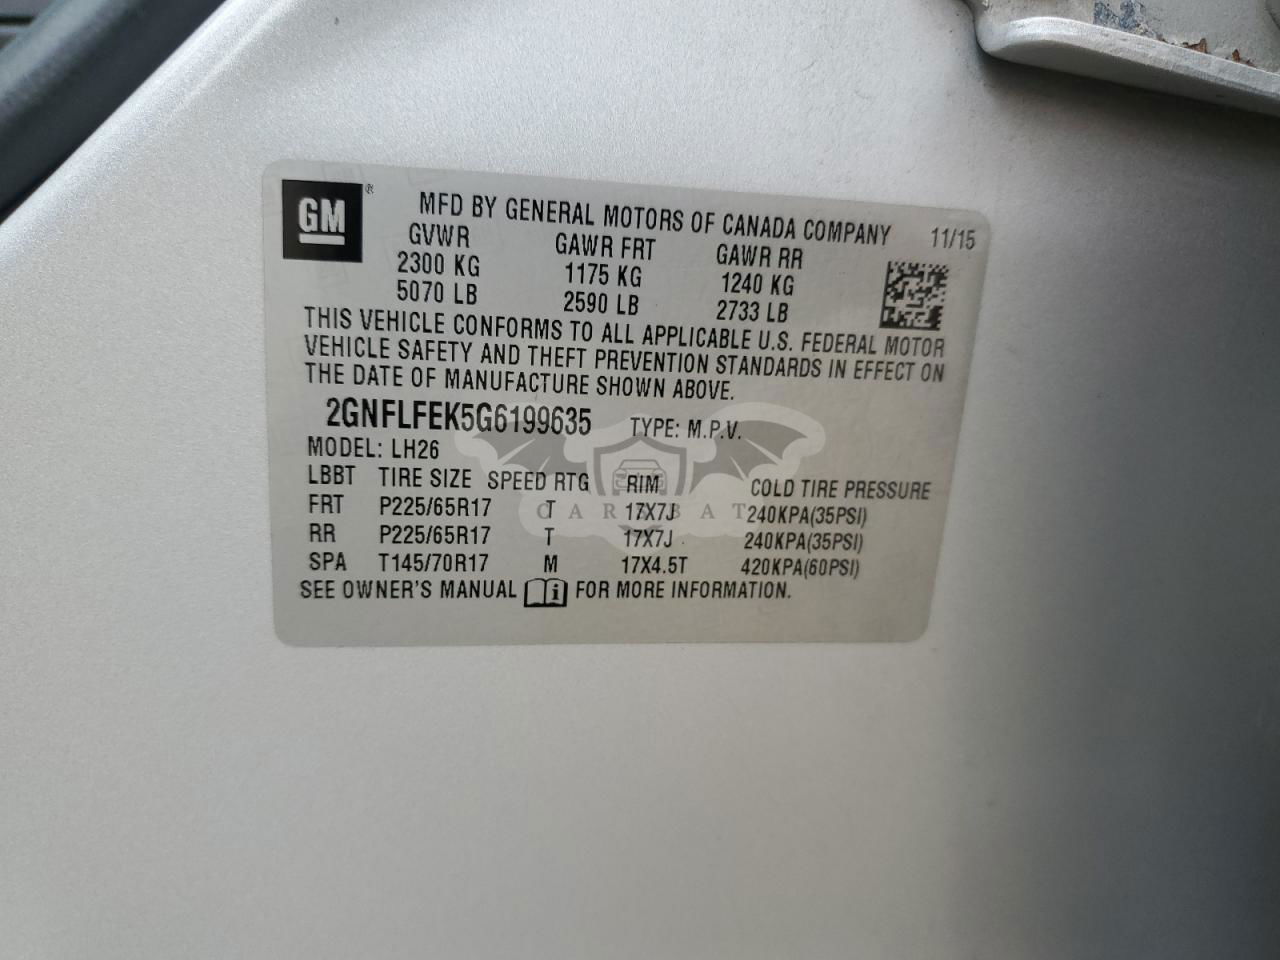 GM ®
MFD BY GENERAL MOTORS OF CANADA COMPANY 11/15
GVWR GAWR FRT GAWR RR
2300 KG 1175 KG 1240 KG
5070 LB 2590 LB 2733 LB
THIS VEHICLE CONFORMS TO ALL APPLICABLE U.S. FEDERAL MOTOR
VEHICLE SAFETY AND THEFT PREVENTION STANDARDS IN EFFECT ON
THE DATE OF MANUFACTURE SHOWN ABOVE.
2GNFLFEK5G6199635 TYPE: M.P.V.
MODEL: LH26
LBBT TIRE SIZE SPEED RTG RIM COLD TIRE PRESSURE
FRT P225/65R17 T 17X7J 240KPA(35PSI)
RR P225/65R17 T 17X7J 240KPA(35PSI)
SPA T145/70R17 M 17X4.5T 420KPA(60PSI)
SEE OWNER'S MANUAL i FOR MORE INFORMATION.